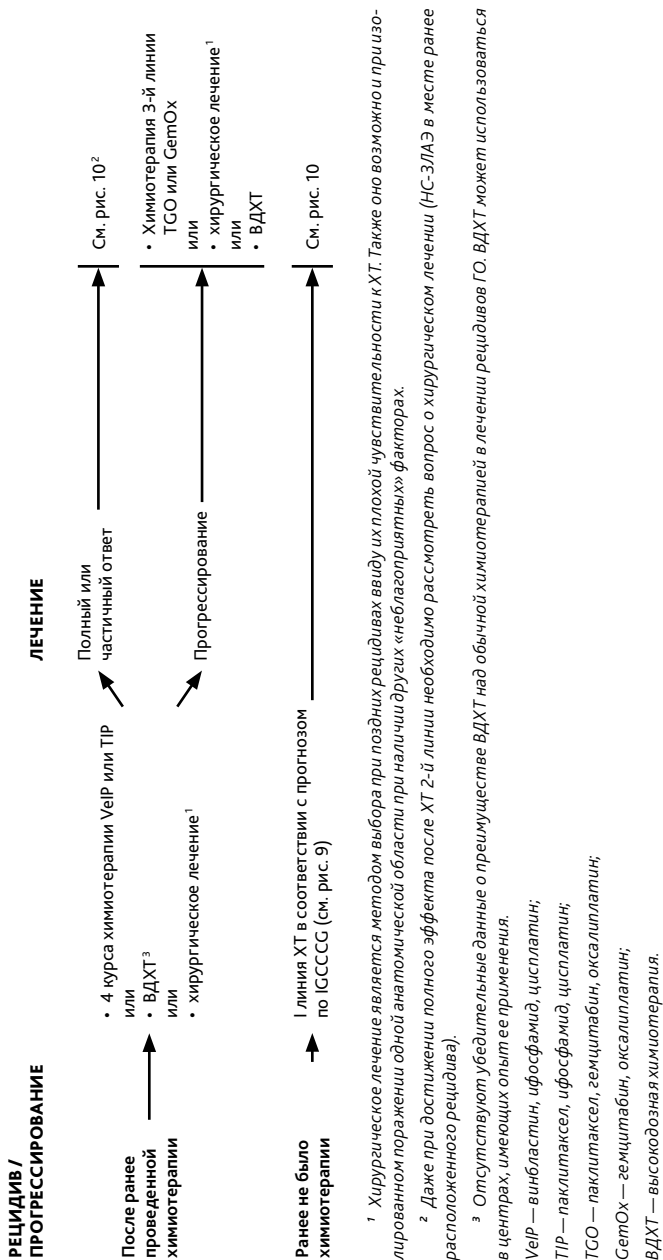 РЕЦИДИВ /
ПРОГРЕССИРОВАНИЕ
ЛЕЧЕНИЕ
После ранее
проведенной
химиотерапии
• 4 курса химиотерапии VeIP или TIP
или
• ВДХТ³
или
• хирургическое лечение¹
Полный или
частичный ответ
См. рис. 10²
Прогрессирование
• Химиотерапия 3-й линии
TGO или GemOx
или
• хирургическое лечение¹
или
• ВДХТ
Ранее не было
химиотерапии
I линия ХТ в соответствии с прогнозом
по IGCCCG (см. рис. 9)
См. рис. 10
¹ Хирургическое лечение является методом выбора при поздних рецидивах ввиду их плохой чувствительности к ХТ. Также оно возможно и при изо-
лированном поражении одной анатомической области при наличии других «неблагоприятных» факторах.
² Даже при достижении полного эффекта после ХТ 2-й линии необходимо рассмотреть вопрос о хирургическом лечении (НС-ЗЛАЭ в месте ранее
расположенного рецидива).
³ Отсутствуют убедительные данные о преимуществе ВДХТ над обычной химиотерапией в лечении рецидивов ГО. ВДХТ может использоваться
в центрах, имеющих опыт ее применения.
VeIP — винбластин, ифосфамид, цисплатин;
TIP — паклитаксел, ифосфамид, цисплатин;
TGO — паклитаксел, гемцитабин, оксалиплатин;
GemOx — гемцитабин, оксалиплатин;
ВДХТ — высокодозная химиотерапия.